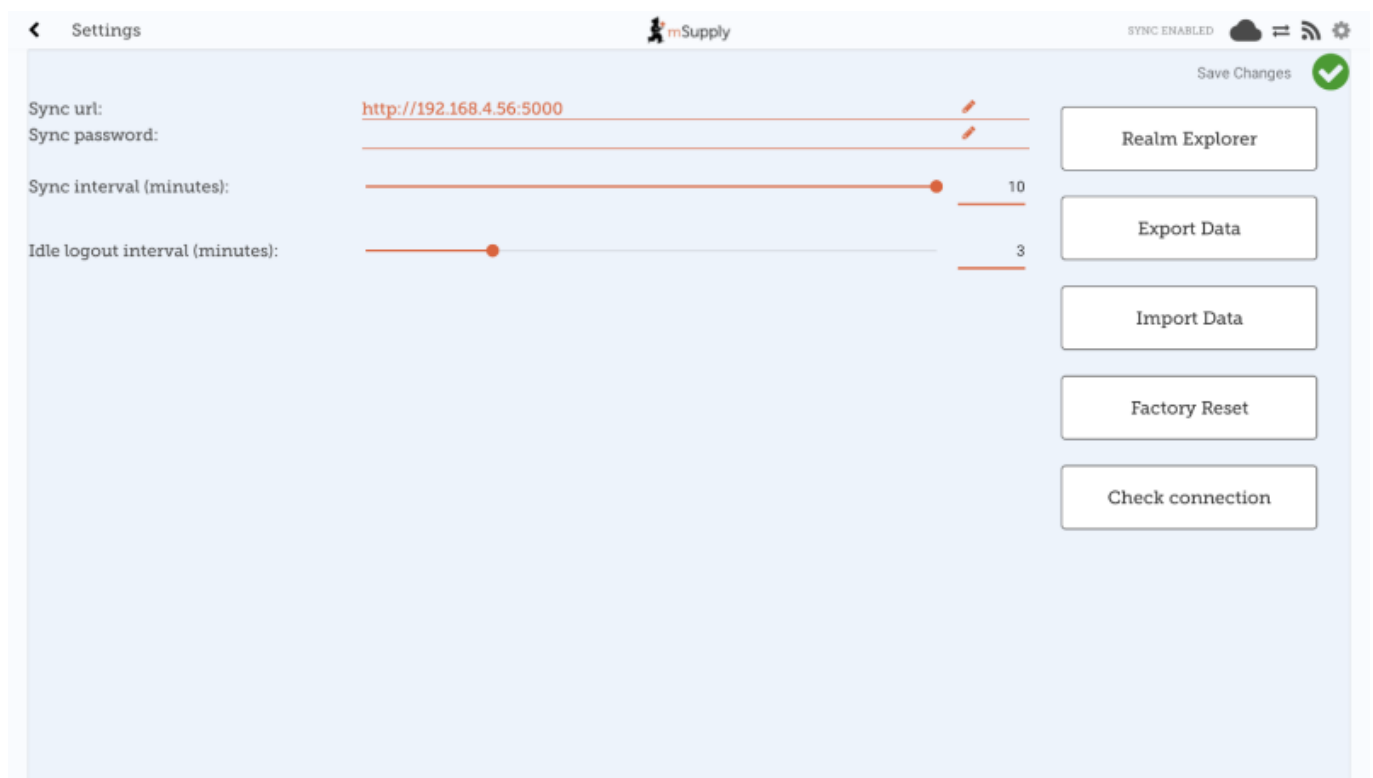 Settings
mSupply
SYNC ENABLED
Save Changes
Sync url: http://192.168.4.56:5000
Sync password:
Sync interval (minutes): 10
Idle logout interval (minutes): 3
Realm Explorer
Export Data
Import Data
Factory Reset
Check connection